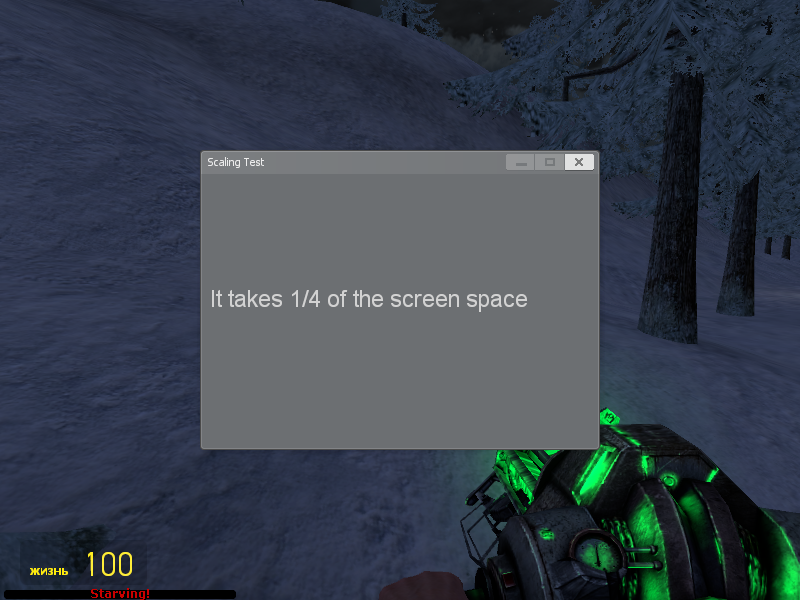 Scaling Test
It takes 1/4 of the screen space
жизнь 100
Starving!